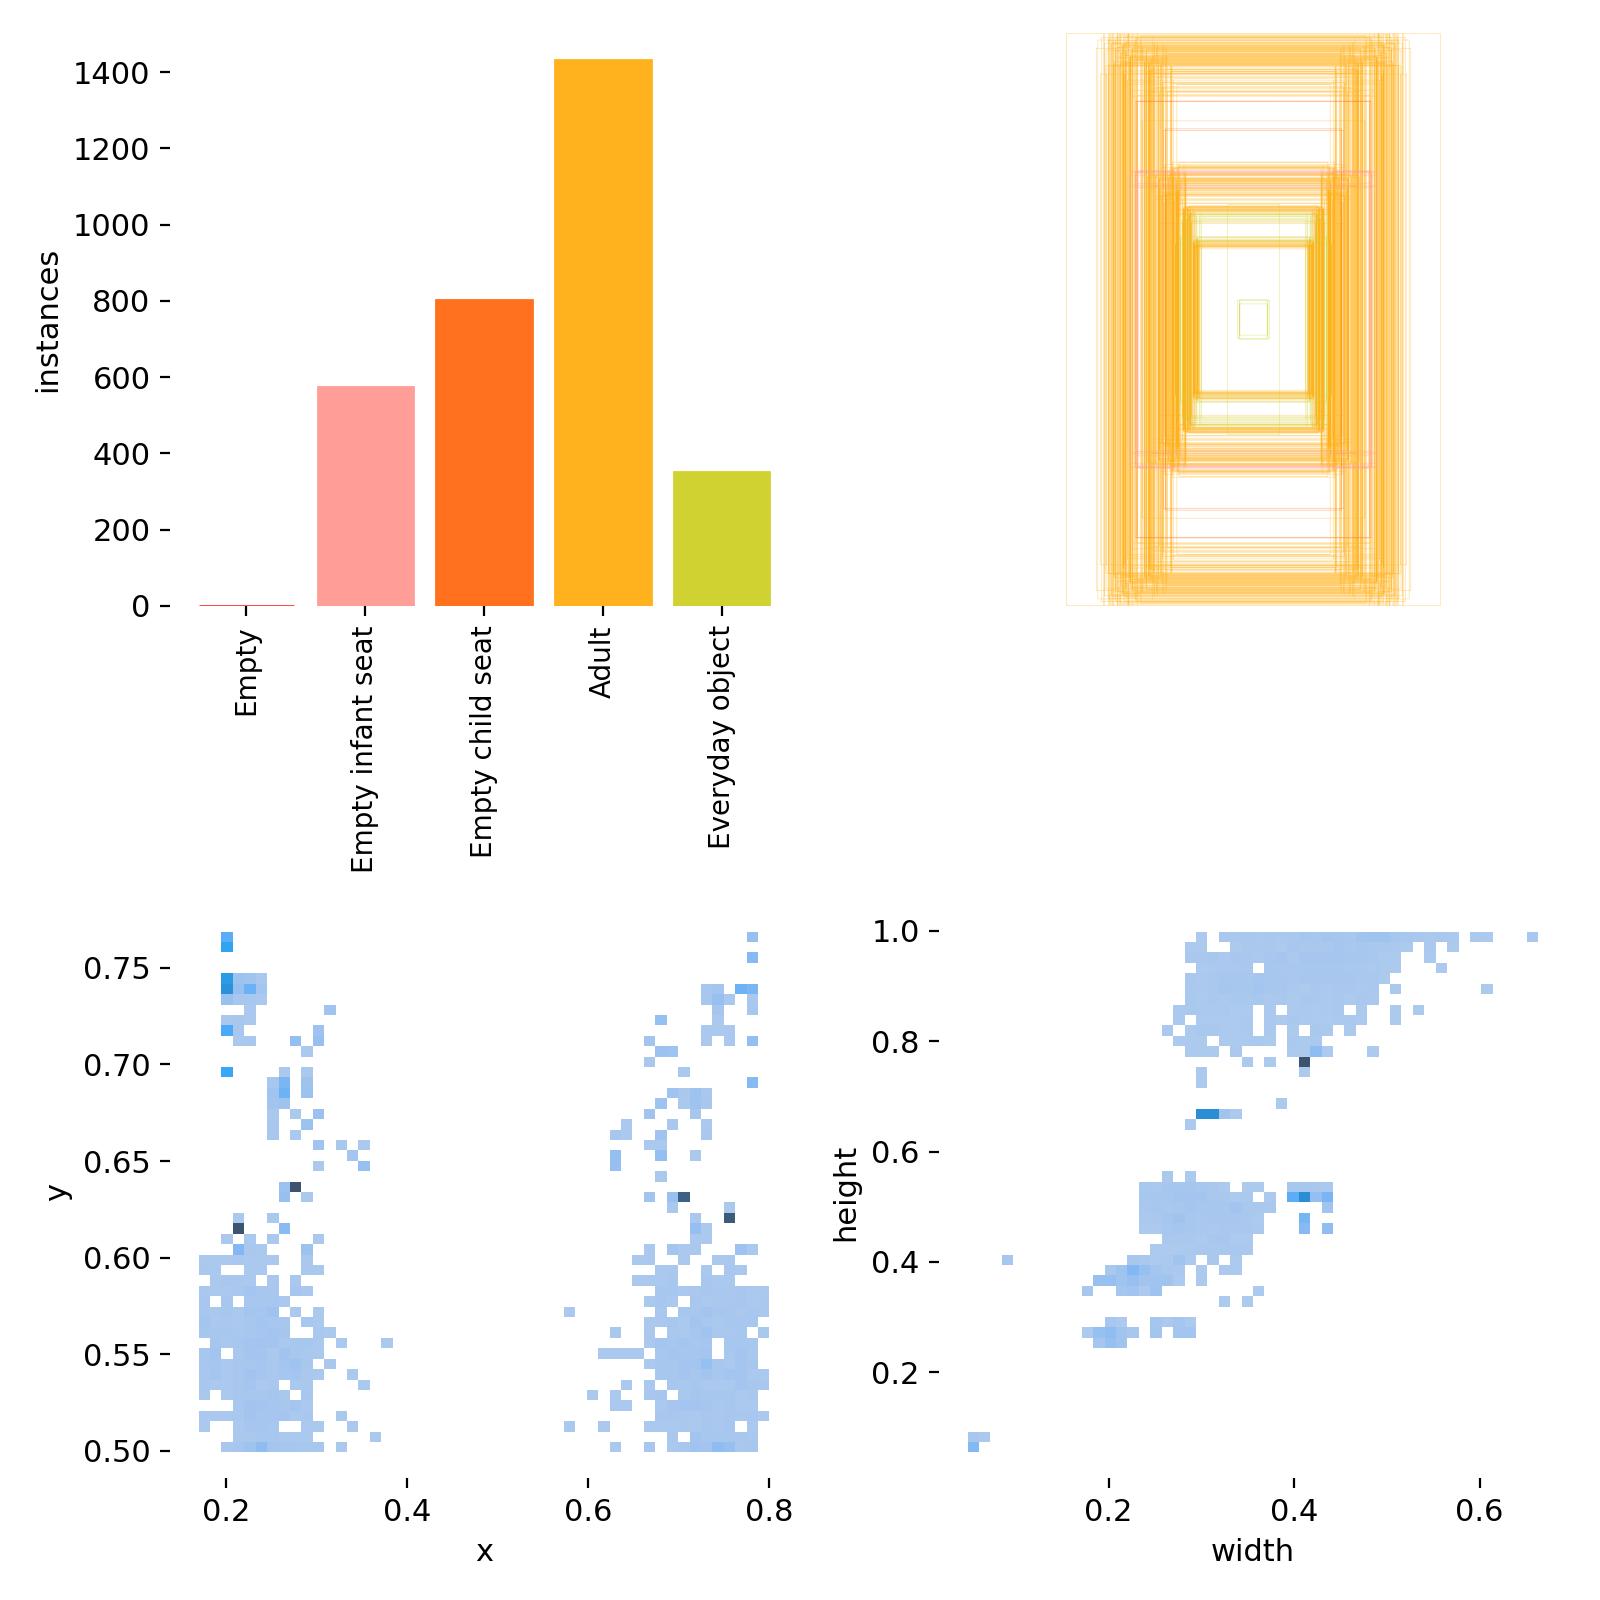 1400
1200
1000
800
600
400
200
0
instances
Empty
Empty infant seat
Empty child seat
Adult
Everyday object
0.75
0.70
0.65
0.60
0.55
0.50
y
0.2 0.4 0.6 0.8
x
1.0
0.8
0.6
0.4
0.2
height
0.2 0.4 0.6
width